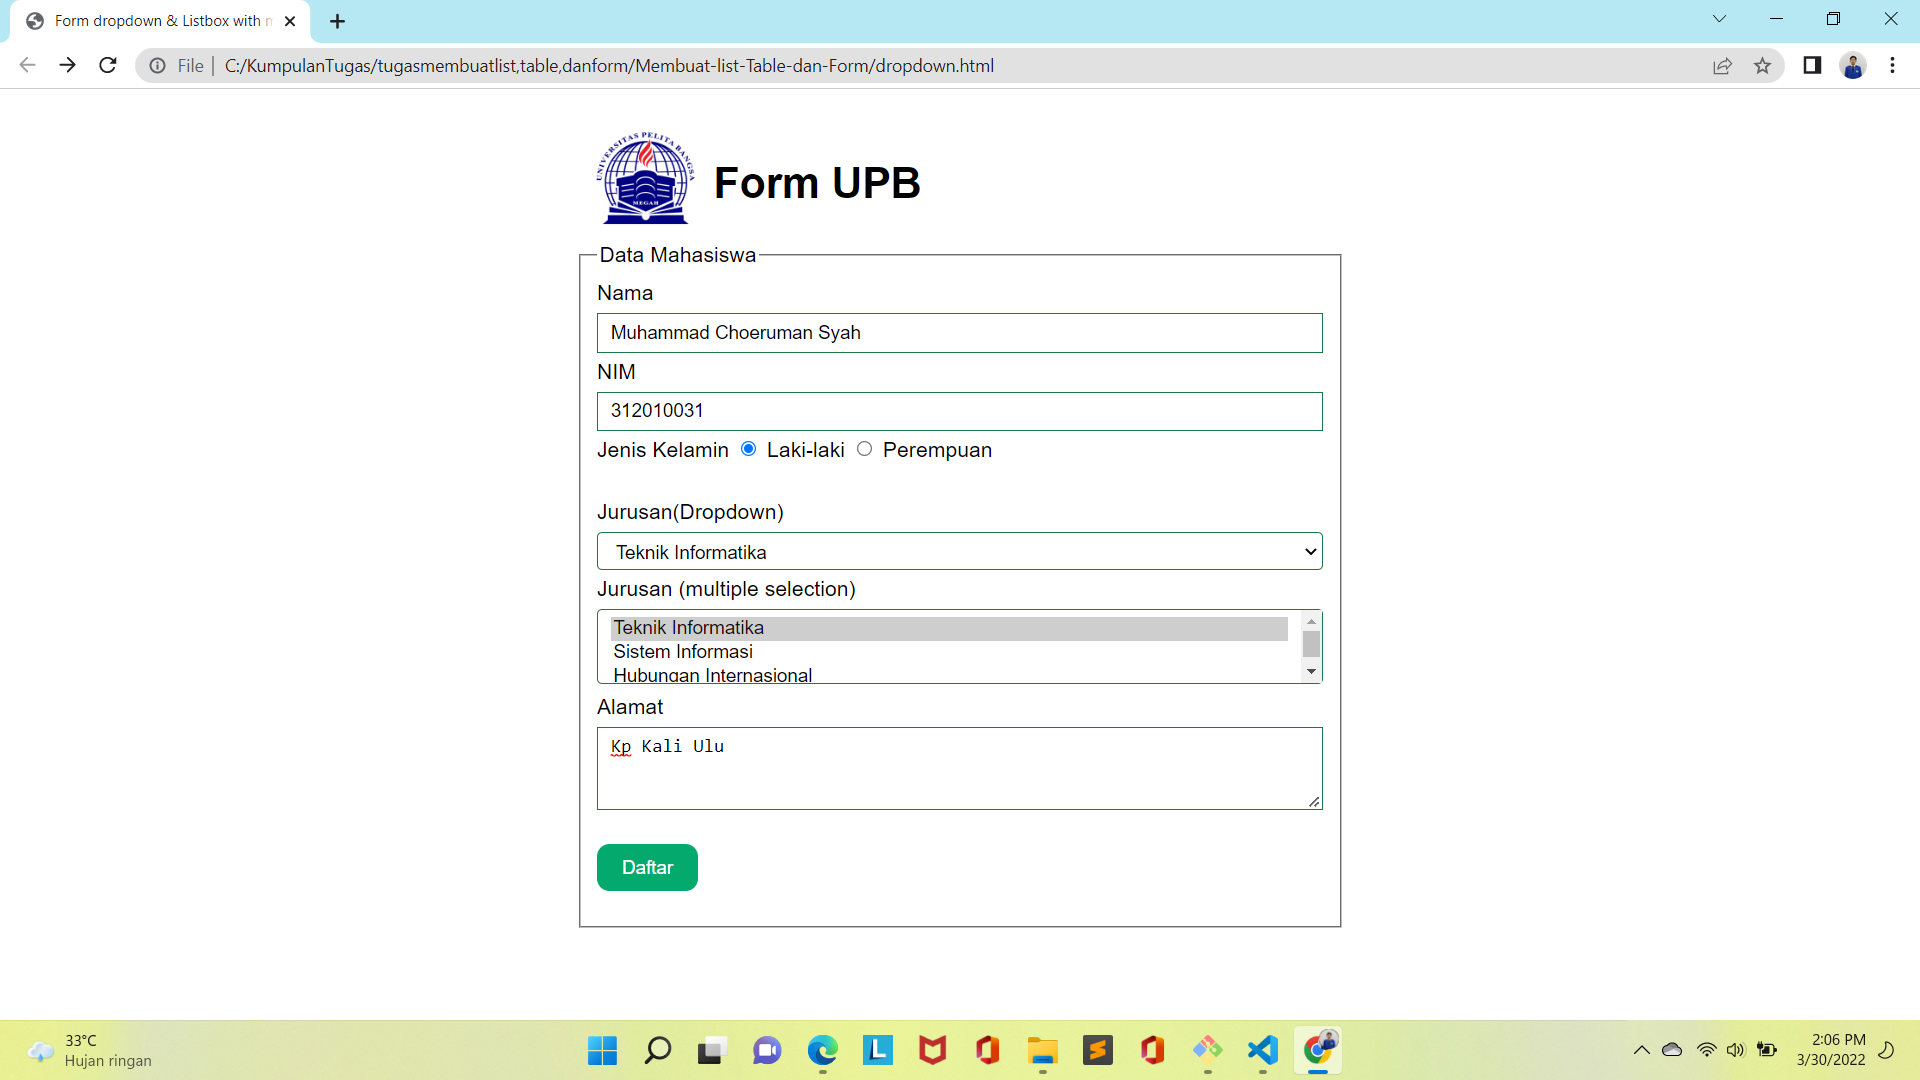 Form dropdown & Listbox with
File
C:/KumpulanTugas/tugasmembuatlist,table,danform/Membuat-list-Table-dan-Form/dropdown.html
UNIVERSITAS PELITA BANGSA
MEGAH
Form UPB
Data Mahasiswa
Nama
Muhammad Choeruman Syah
NIM
312010031
Jenis Kelamin Laki-laki Perempuan
Jurusan(Dropdown)
Teknik Informatika
Jurusan (multiple selection)
Teknik Informatika
Sistem Informasi
Hubungan Internasional
Alamat
Kp Kali Ulu
Daftar
33°C
Hujan ringan
2:06 PM
3/30/2022